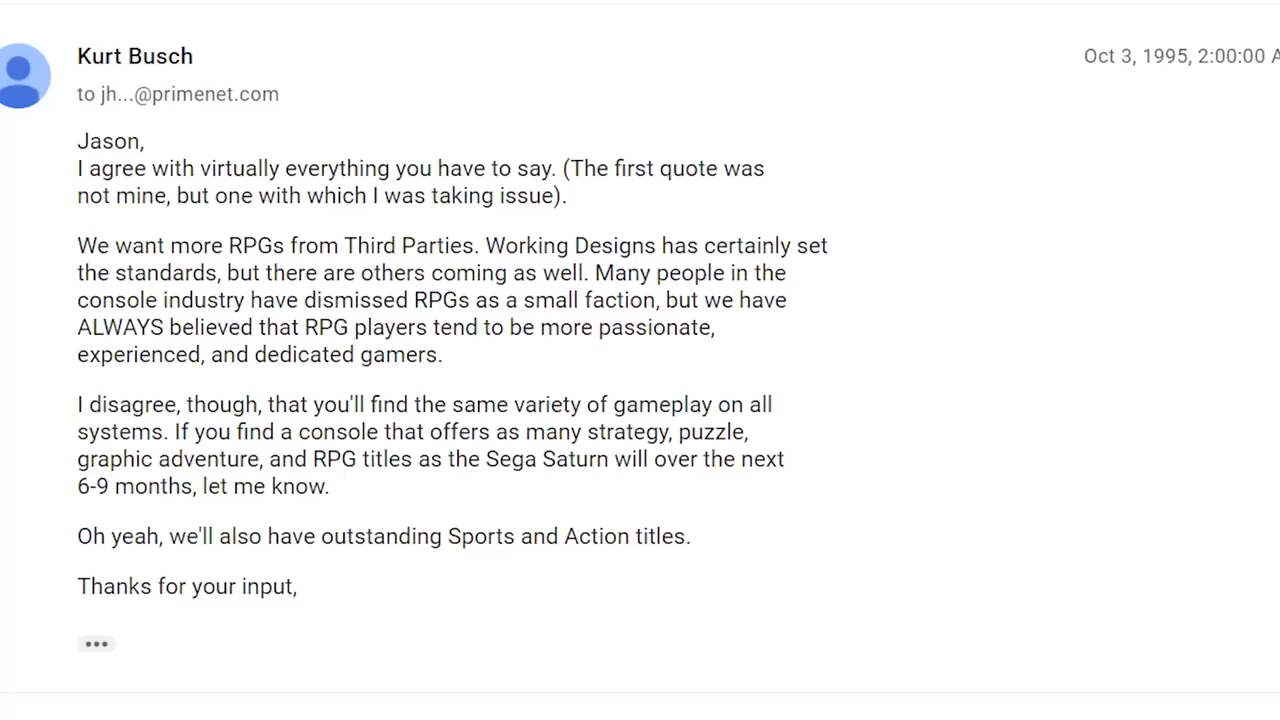 Kurt Busch
Oct 3, 1995, 2:00:00 A
to jh...@primenet.com
Jason,
I agree with virtually everything you have to say. (The first quote was
not mine, but one with which I was taking issue).
We want more RPGs from Third Parties. Working Designs has certainly set
the standards, but there are others coming as well. Many people in the
console industry have dismissed RPGs as a small faction, but we have
ALWAYS believed that RPG players tend to be more passionate,
experienced, and dedicated gamers.
I disagree, though, that you'll find the same variety of gameplay on all
systems. If you find a console that offers as many strategy, puzzle,
graphic adventure, and RPG titles as the Sega Saturn will over the next
6-9 months, let me know.
Oh yeah, we'll also have outstanding Sports and Action titles.
Thanks for your input,